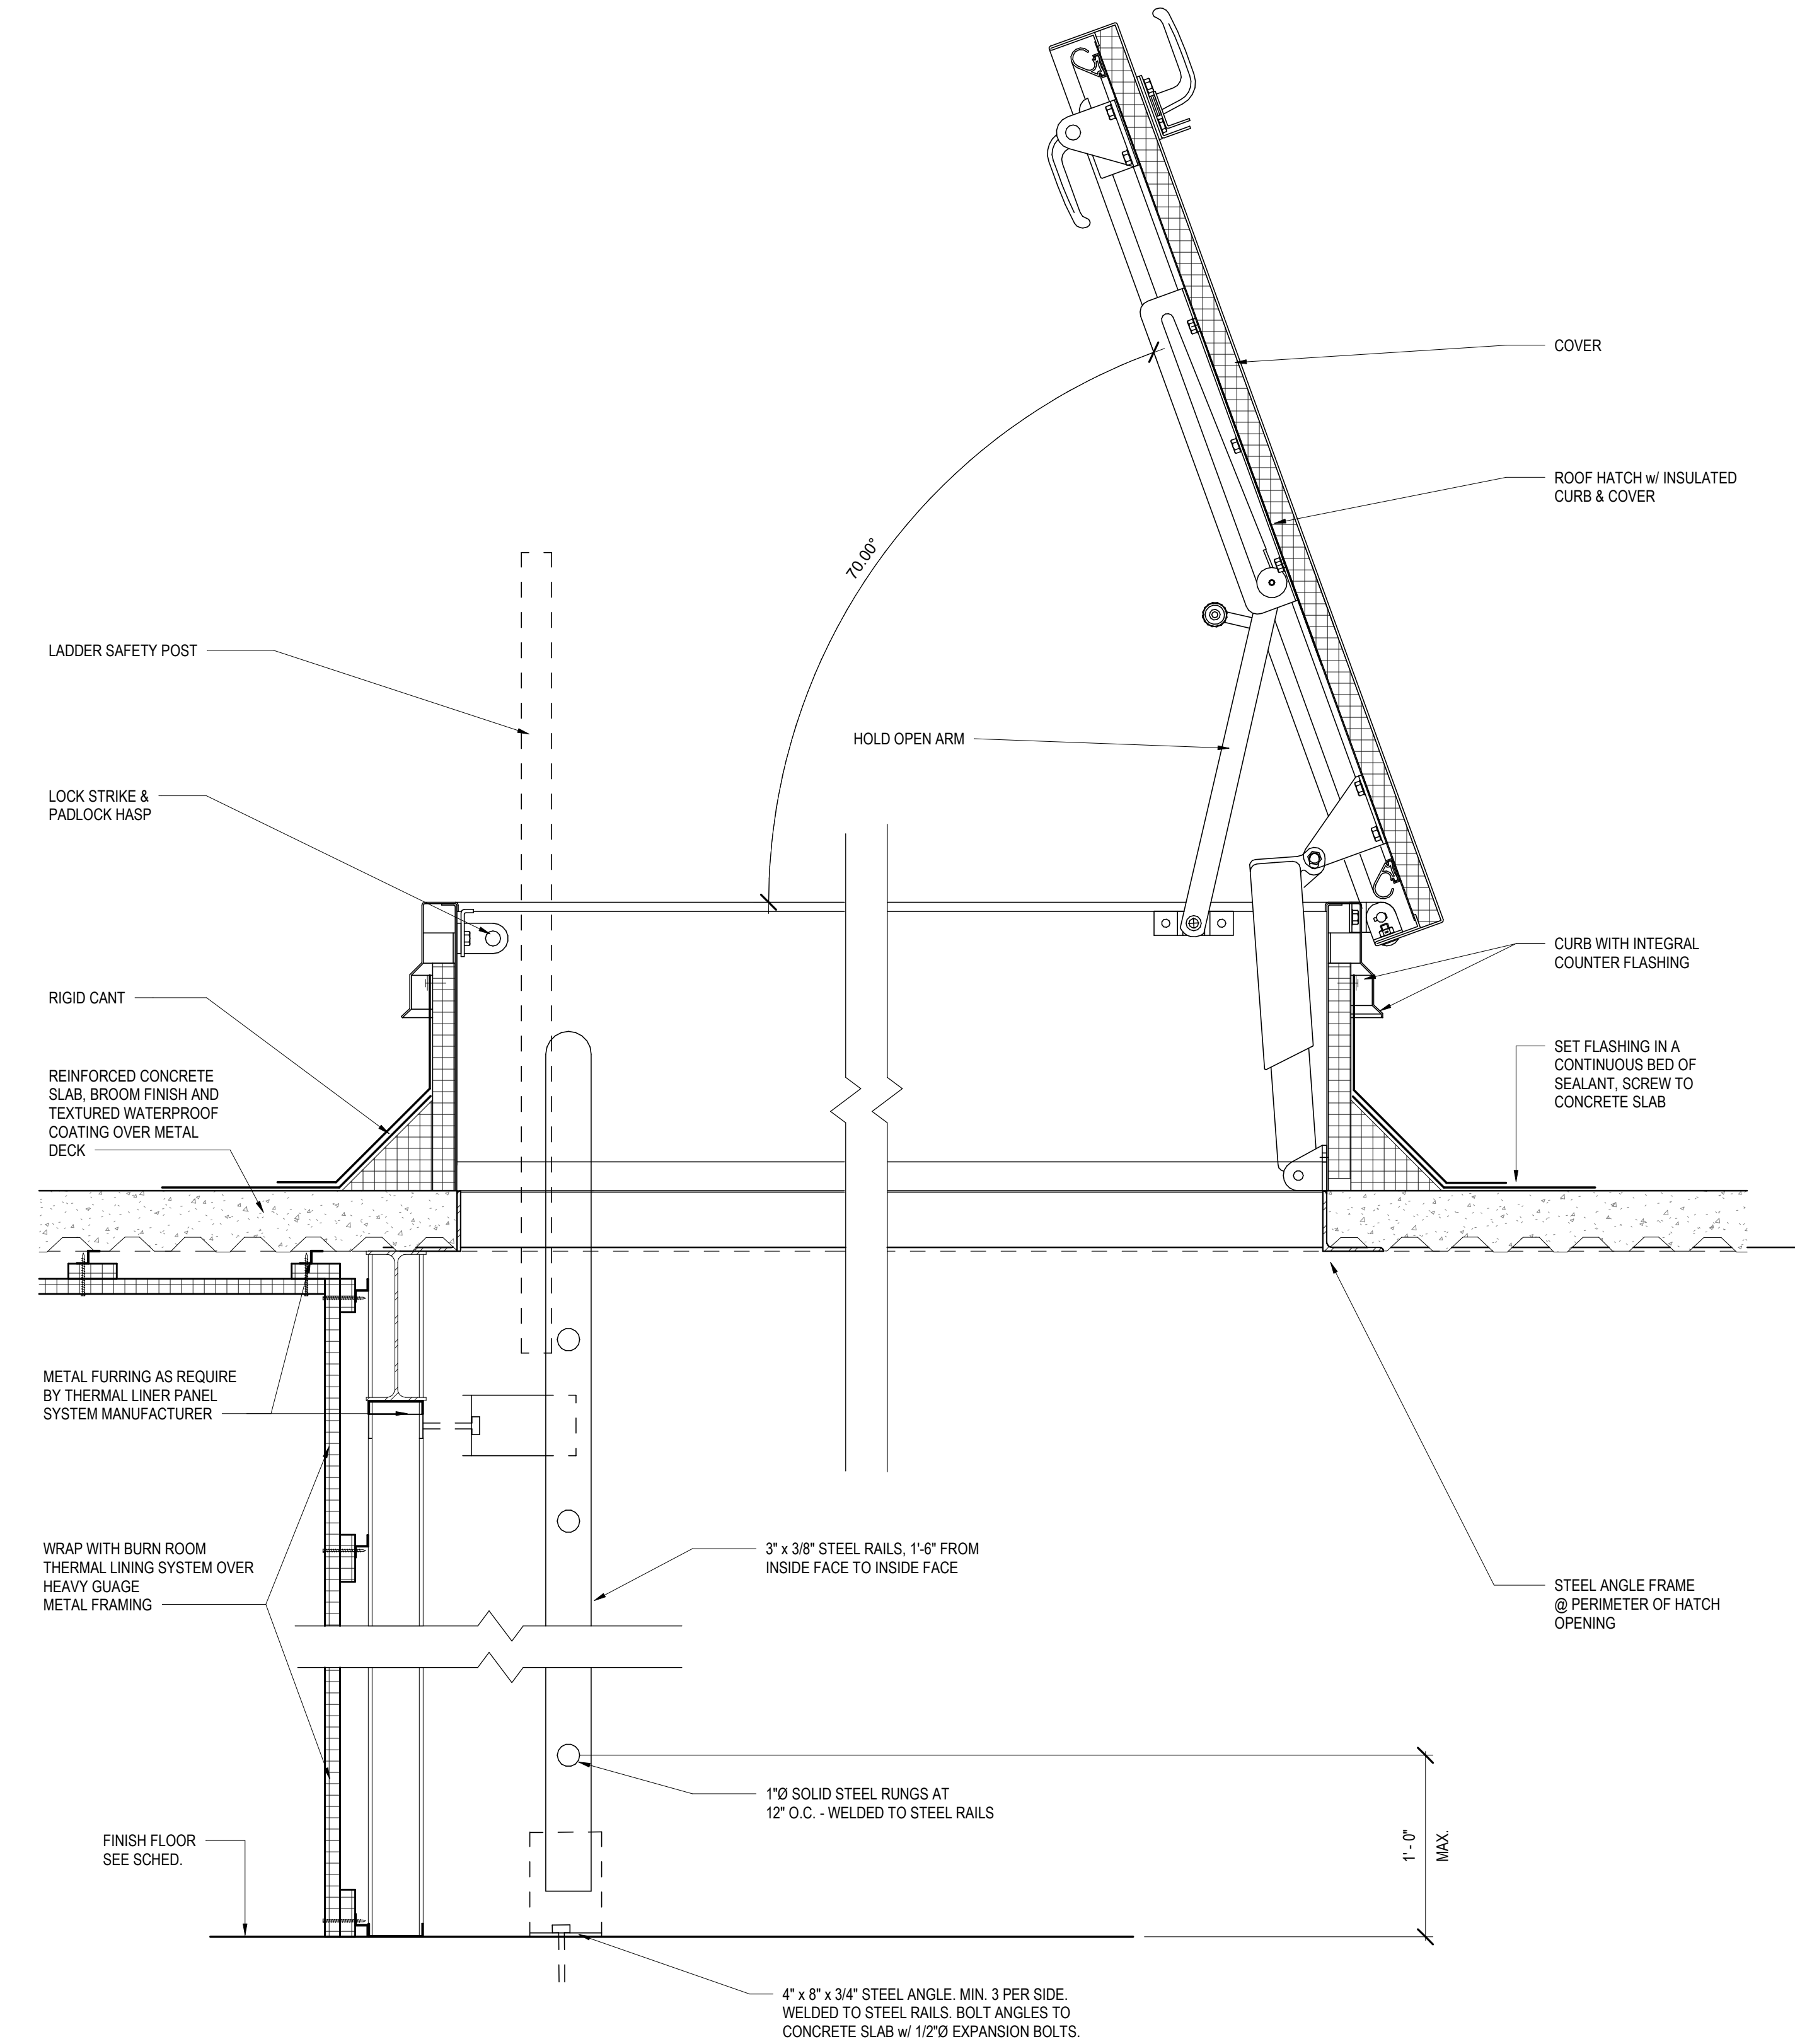 COVER
ROOF HATCH w/ INSULATED
CURB & COVER
70.00°
LADDER SAFETY POST
HOLD OPEN ARM
LOCK STRIKE &
PADLOCK HASP
CURB WITH INTEGRAL
COUNTER FLASHING
RIGID CANT
SET FLASHING IN A
CONTINUOUS BED OF
SEALANT, SCREW TO
CONCRETE SLAB
REINFORCED CONCRETE
SLAB, BROOM FINISH AND
TEXTURED WATERPROOF
COATING OVER METAL
DECK
METAL FURRING AS REQUIRE
BY THERMAL LINER PANEL
SYSTEM MANUFACTURER
WRAP WITH BURN ROOM
THERMAL LINING SYSTEM OVER
HEAVY GUAGE
METAL FRAMING
3" x 3/8" STEEL RAILS, 1'-6" FROM
INSIDE FACE TO INSIDE FACE
STEEL ANGLE FRAME
@ PERIMETER OF HATCH
OPENING
1"Ø SOLID STEEL RUNGS AT
12" O.C. - WELDED TO STEEL RAILS
1' - 0"
MAX.
FINISH FLOOR
SEE SCHED.
4" x 8" x 3/4" STEEL ANGLE. MIN. 3 PER SIDE.
WELDED TO STEEL RAILS. BOLT ANGLES TO
CONCRETE SLAB w/ 1/2"Ø EXPANSION BOLTS.